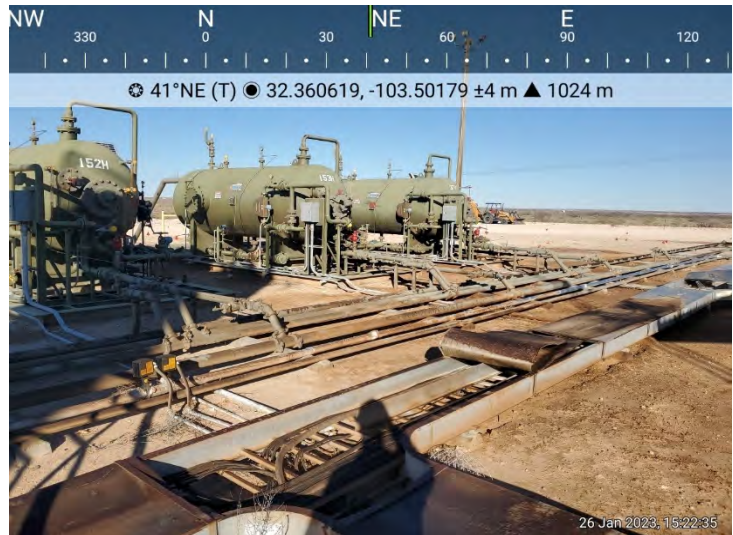 NW N NE E
330 0 30 60 90 120
41°NE (T) 32.360619, -103.50179 ±4 m ▲ 1024 m
152H
153H
26 Jan 2023, 15:22:35